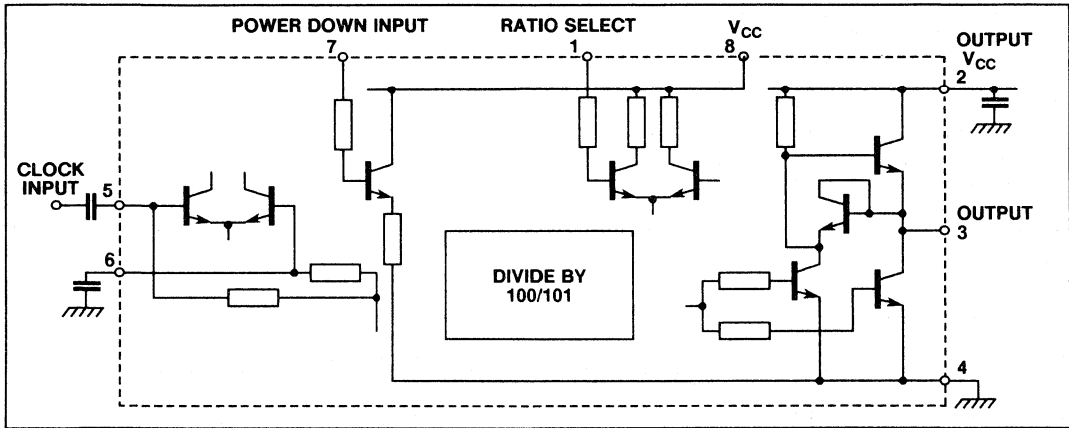 POWER DOWN INPUT
7
RATIO SELECT
1
VCC
8
OUTPUT
VCC
2
CLOCK
INPUT
5
6
OUTPUT
3
DIVIDE BY
100/101
4